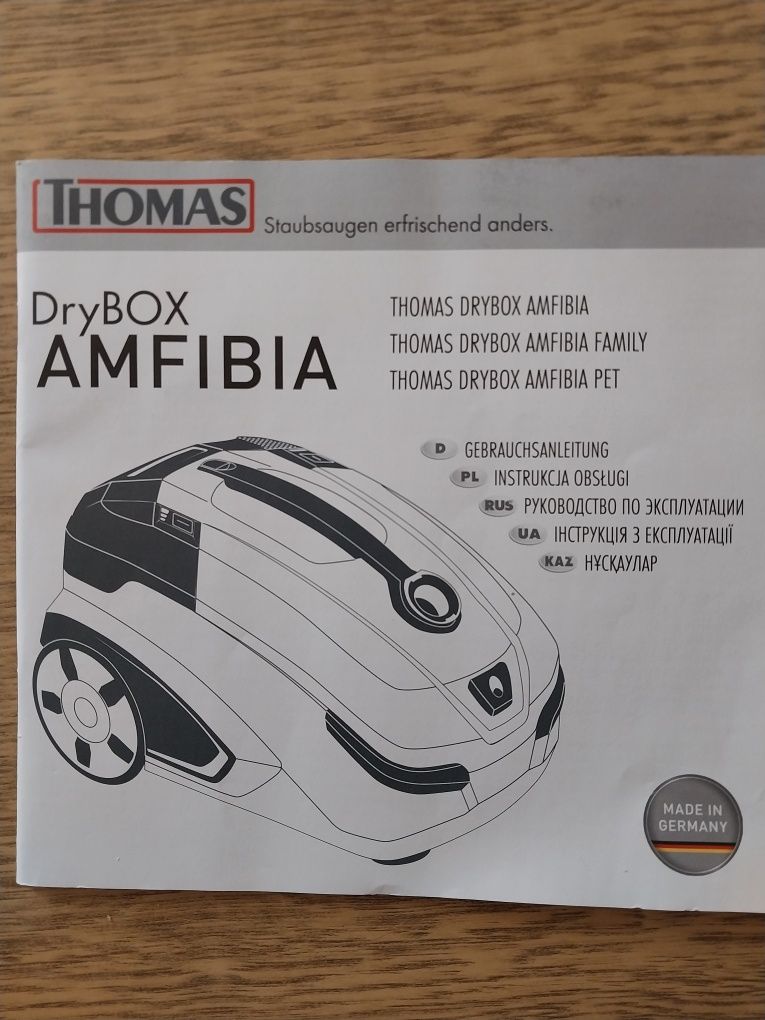 THOMAS
Staubsaugen erfrischend anders.
DryBOX
AMFIBIA
THOMAS DRYBOX AMFIBIA
THOMAS DRYBOX AMFIBIA FAMILY
THOMAS DRYBOX AMFIBIA PET
D GEBRAUCHSANLEITUNG
PL INSTRUKCJA OBSŁUGI
RUS РУКОВОДСТВО ПО ЭКСПЛУАТАЦИИ
UA ІНСТРУКЦІЯ З ЕКСПЛУАТАЦІЇ
KAZ НҰСҚАУЛАР
MADE IN
GERMANY